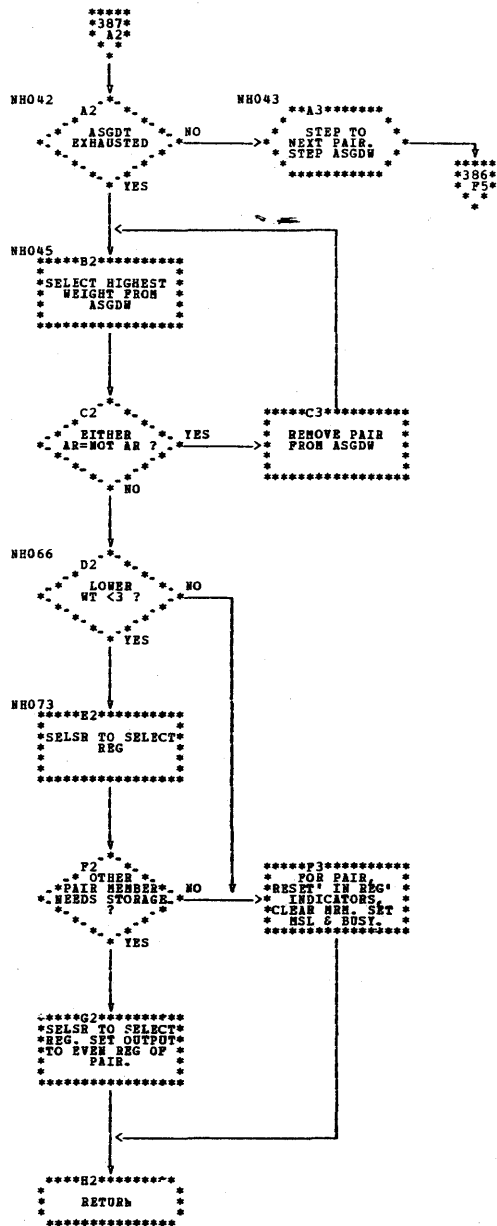 387
A2
NH042
A2
ASGDT
EXHAUSTED
NO
YES
NH043
A3
STEP TO
NEXT PAIR.
STEP ASGDW
386
F5
NH045
B2
SELECT HIGHEST
WEIGHT FROM
ASGDW
C2
EITHER
AR=NOT AR ?
YES
NO
C3
REMOVE PAIR
FROM ASGDW
NH066
D2
LOWER
WT <3 ?
NO
YES
NH073
E2
SELSR TO SELECT
REG
F2
OTHER
PAIR MEMBER
NEEDS STORAGE
?
NO
YES
F3
FOR PAIR,
RESET' IN REG'
INDICATORS,
CLEAR MRM. SET
MSL & BUSY.
G2
SELSR TO SELECT
REG. SET OUTPUT
TO EVEN REG OF
PAIR.
H2
RETURN